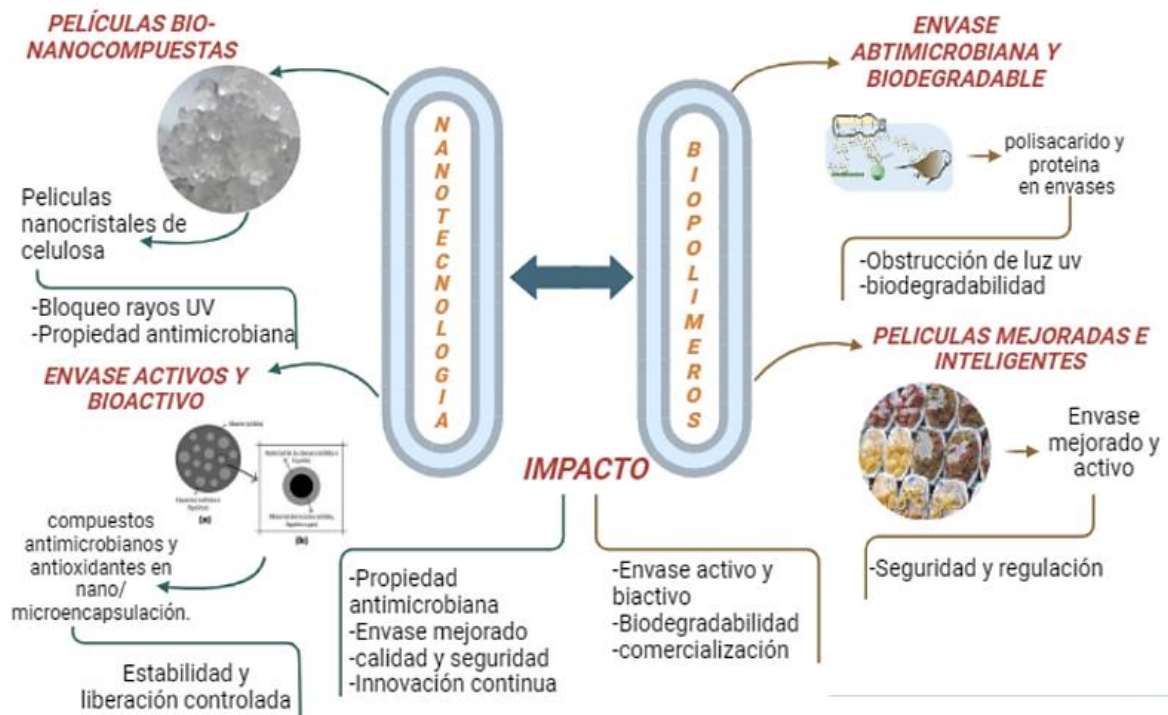 PELÍCULAS BIO-
NANOCOMPUESTAS
Peliculas
nanocristales de
celulosa
-Bloqueo rayos UV
-Propiedad antimicrobiana
ENVASE ACTIVOS Y
BIOACTIVO
(a)
(b)
compuestos
antimicrobianos y
antioxidantes en
nano/
microencapsulación.
Estabilidad y
liberación controlada
NANOTECNOLOGIA
BIOPOLIMEROS
IMPACTO
-Propiedad
antimicrobiana
-Envase mejorado
-calidad y seguridad
-Innovación continua
-Envase activo y
biactivo
-Biodegradabilidad
-comercialización
ENVASE
ABTIMICROBIANA Y
BIODEGRADABLE
polisacarido y
proteina
en envases
-Obstrucción de luz uv
-biodegradabilidad
PELICULAS MEJORADAS E
INTELIGENTES
Envase
mejorado y
activo
-Seguridad y regulación